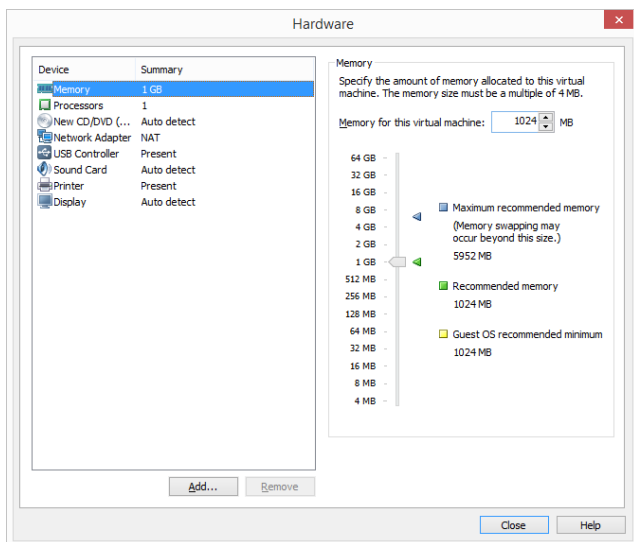 Hardware
Device Summary
Memory 1 GB
Processors 1
New CD/DVD (... Auto detect
Network Adapter NAT
USB Controller Present
Sound Card Auto detect
Printer Present
Display Auto detect
Add... Remove
Memory
Specify the amount of memory allocated to this virtual
machine. The memory size must be a multiple of 4 MB.
Memory for this virtual machine: 1024 MB
64 GB
32 GB
16 GB
8 GB
4 GB
2 GB
1 GB
512 MB
256 MB
128 MB
64 MB
32 MB
16 MB
8 MB
4 MB
Maximum recommended memory
(Memory swapping may
occur beyond this size.)
5952 MB
Recommended memory
1024 MB
Guest OS recommended minimum
1024 MB
Close Help